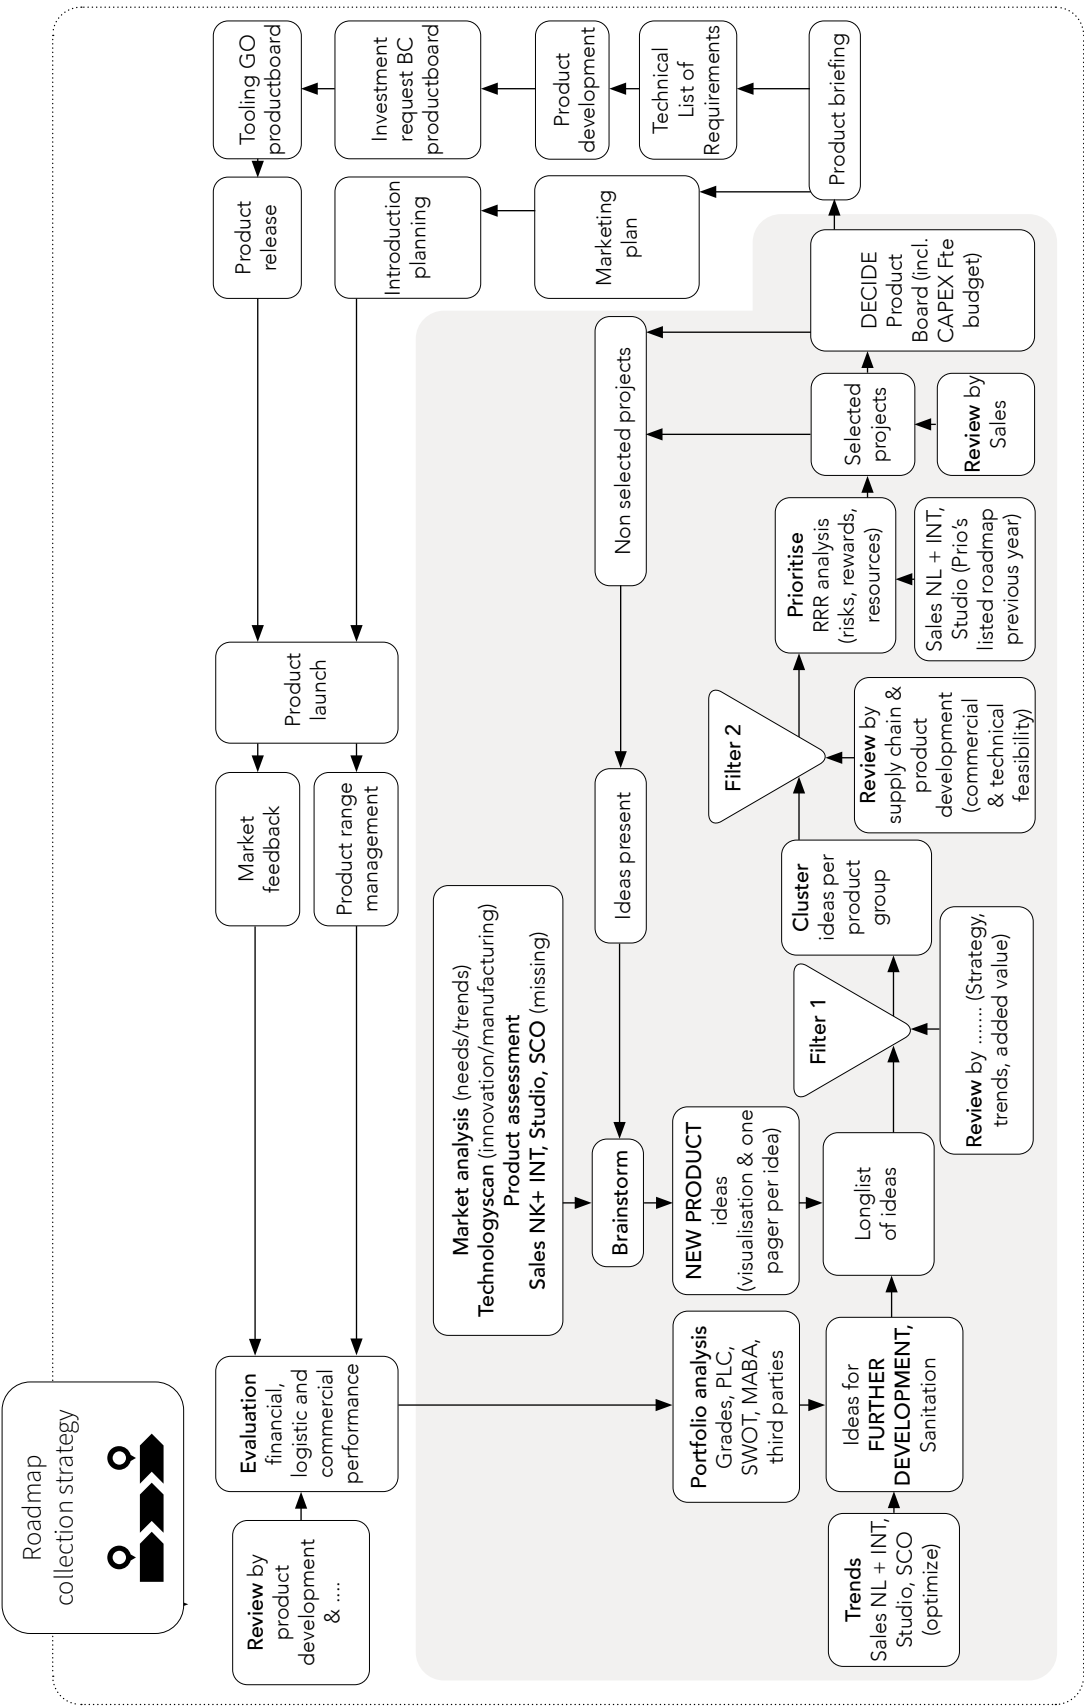 Roadmap
collection strategy
Review by
product
development
& ....
Evaluation
financial,
logistic and
commercial
performance
Market
feedback
Product range
management
Product
launch
Product
release
Introduction
planning
Tooling GO
productboard
Investment
request BC
productboard
Marketing
plan
Product
development
Technical
List of
Requirements
Product briefing
Market analysis (needs/trends)
Technologyscan (innovation/manufacturing)
Product assessment
Sales NK+ INT, Studio, SCO (missing)
Brainstorm
Ideas present
Non selected projects
Portfolio analysis
Grades, PLC,
SWOT, MABA,
third parties
NEW PRODUCT
ideas
(visualisation & one
pager per idea)
Trends
Sales NL + INT,
Studio, SCO
(optimize)
Ideas for
FURTHER
DEVELOPMENT,
Sanitation
Longlist
of ideas
Filter 1
Review by ....... (Strategy,
trends, added value)
Cluster
ideas per
product
group
Filter 2
Review by
supply chain &
product
development
(commercial
& technical
feasibility)
Prioritise
RRR analysis
(risks, rewards,
resources)
Sales NL + INT,
Studio (Prio's
listed roadmap
previous year)
Selected
projects
Review by
Sales
DECIDE
Product
Board (incl.
CAPEX Fte
budget)